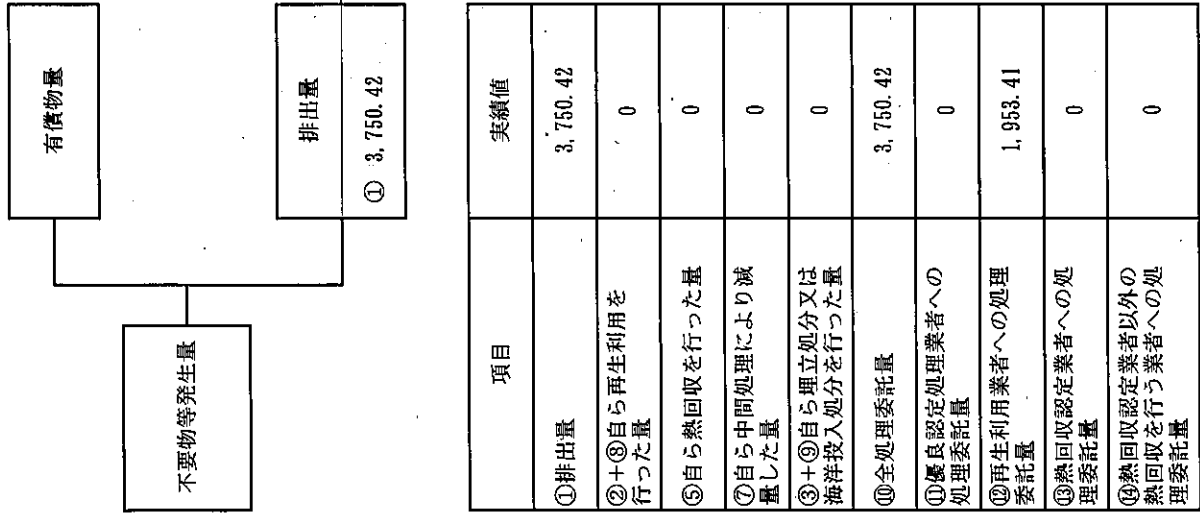 不要物等発生量
有償物量
排出量
① 3,750.42
項目
実績値
①排出量
3,750.42
②+⑧自ら再生利用を
行った量
0
⑤自ら熱回収を行った量
0
⑦自ら中間処理により減
量した量
0
③+⑨自ら埋立処分又は
海洋投入処分を行った量
0
⑩全処理委託量
3,750.42
⑪優良認定処理業者への
処理委託量
0
⑫再生利用業者への処理
委託量
1,953.41
⑬熱回収認定業者への処
理委託量
0
⑭熱回収認定業者以外の
熱回収を行う業者への処
理委託量
0